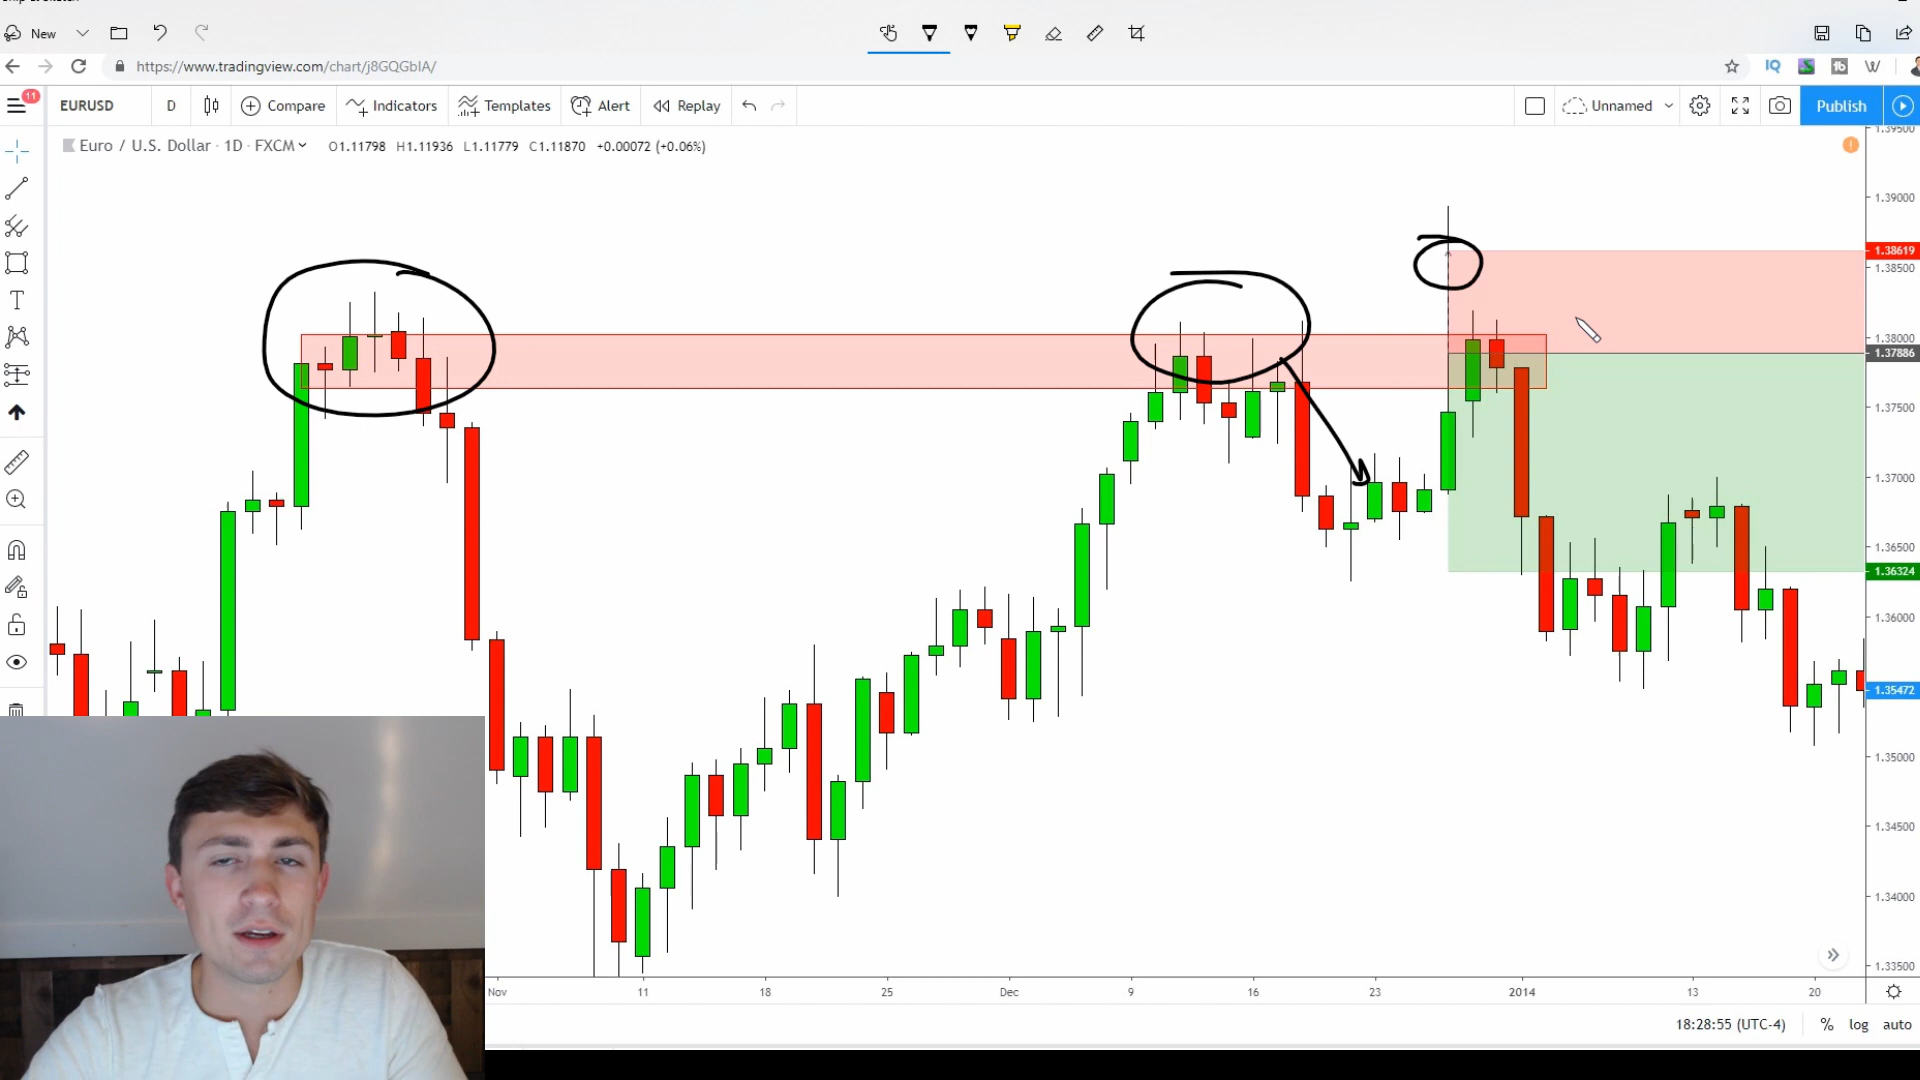 New
https://www.tradingview.com/chart/j8GQGbIA/
IQ
tb
W
11
EURUSD
D
Compare
Indicators
Templates
Alert
Replay
Unnamed
Publish
Euro / U.S. Dollar · 1D · FXCM
O1.11798 H1.11936 L1.11779 C1.11870 +0.00072 (+0.06%)
1.39000
1.38619
1.38500
1.38000
1.37886
1.37500
1.37000
1.36500
1.36324
1.36000
1.35472
1.35000
1.34500
1.34000
1.33500
Nov 11 18 25 Dec 9 16 23 2014 13 20
18:28:55 (UTC-4) % log auto